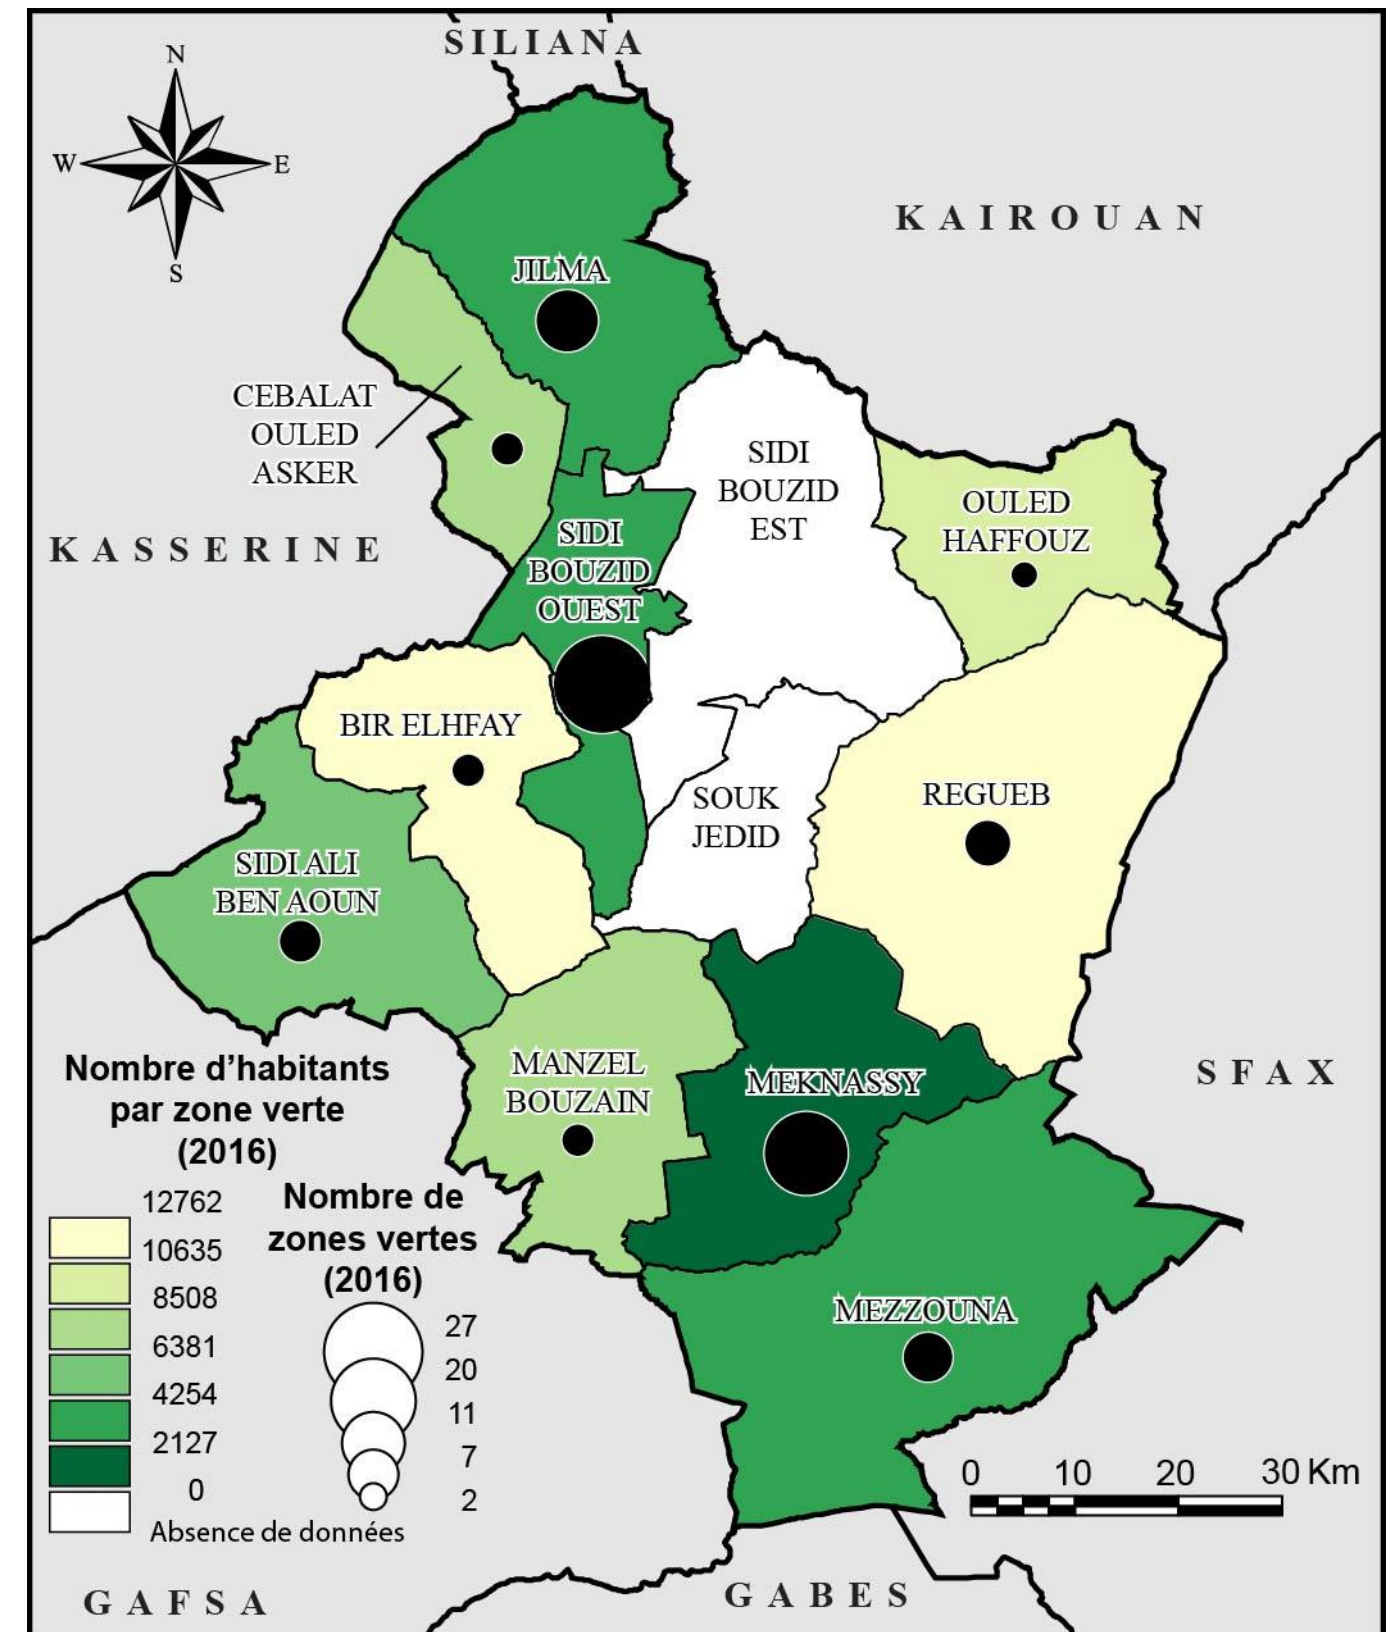 SILIANA
N
W
E
S
KAIROUAN
JILMA
CEBALAT
OULED
ASKER
SIDI
BOUZID
EST
OULED
HAFFOUZ
KASSERINE
SIDI
BOUZID
OUEST
BIR ELHFAY
REGUEB
SOUK
JEDID
SIDI ALI
BEN AOUN
MANZEL
BOUZAIN
MEKNASSY
SFAX
MEZZOUNA
Nombre d'habitants
par zone verte
(2016)
12762
10635
8508
6381
4254
2127
0
Absence de données
Nombre de
zones vertes
(2016)
27
20
11
7
2
0 10 20 30 Km
GAFSA
GABES